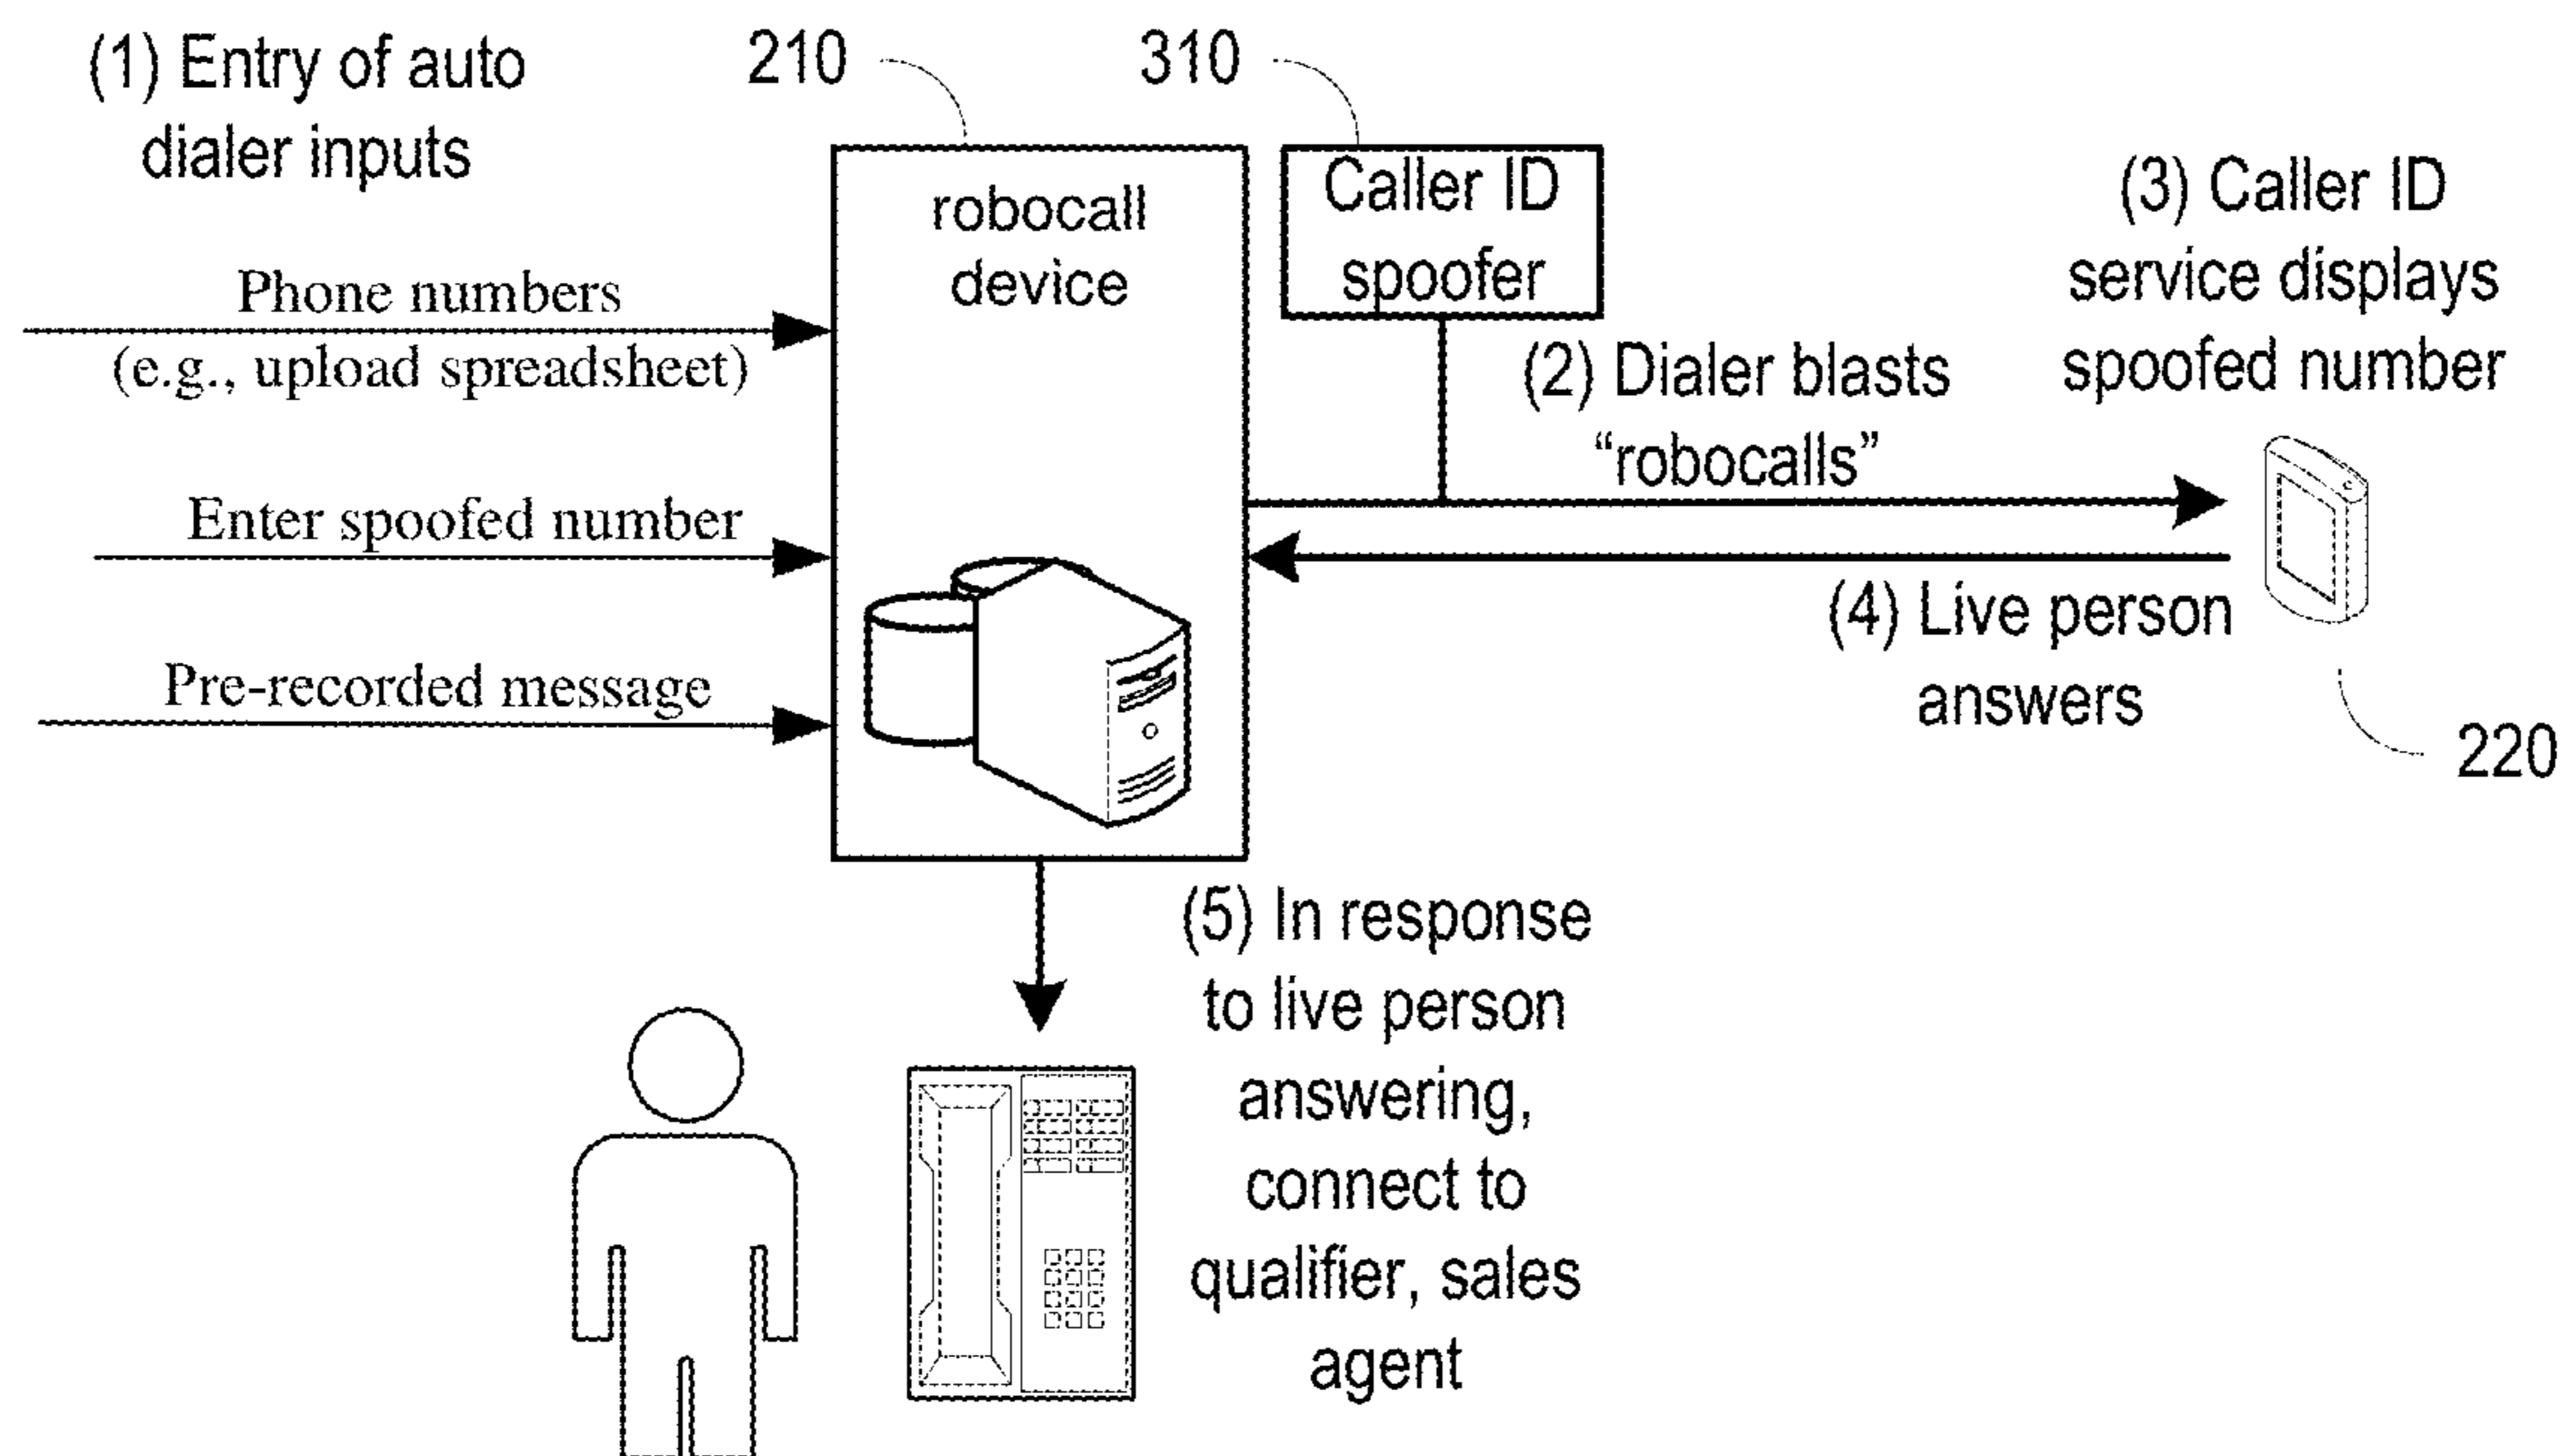 (1) Entry of auto
dialer inputs
210
310
robocall
device
Caller ID
spoofer
(3) Caller ID
service displays
spoofed number
Phone numbers
(e.g., upload spreadsheet)
(2) Dialer blasts
“robocalls”
Enter spoofed number
(4) Live person
answers
Pre-recorded message
220
(5) In response
to live person
answering,
connect to
qualifier, sales
agent